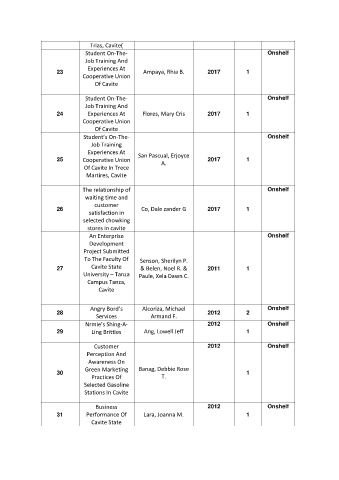 Trias, Cavite(
Student On-The-
Job Training And
Experiences At
Cooperative Union
Of Cavite
23
Ampaya, Rhia B.
2017
1
Onshelf
Student On-The-
Job Training And
Experiences At
Cooperative Union
Of Cavite
24
Flores, Mary Cris
2017
1
Onshelf
Student's On-The-
Job Training
Experiences At
Cooperative Union
Of Cavite In Trece
Martires, Cavite
25
San Pascual, Erjoyce
A.
2017
1
Onshelf
The relationship of
waiting time and
customer
satisfaction in
selected chowking
stores in cavite
26
Co, Dale zander G
2017
1
Onshelf
An Enterprise
Development
Project Submitted
To The Faculty Of
Cavite State
University – Tanza
Campus Tanza,
Cavite
27
Senson, Sherilyn P.
& Belen, Noel R. &
Paule, Xela Dawn C.
2011
1
Onshelf
Angry Bord's
Services
28
Alcoriza, Michael
Armand F.
2012
2
Onshelf
Nrmie's Shing-A-
Ling Brittles
29
Ang, Lowell Jeff
2012
1
Onshelf
Customer
Perception And
Awareness On
Green Marketing
Practices Of
Selected Gasoline
Stations In Cavite
30
Banag, Debbie Rose
T.
2012
1
Onshelf
Business
Performance Of
Cavite State
31
Lara, Joanna M.
2012
1
Onshelf